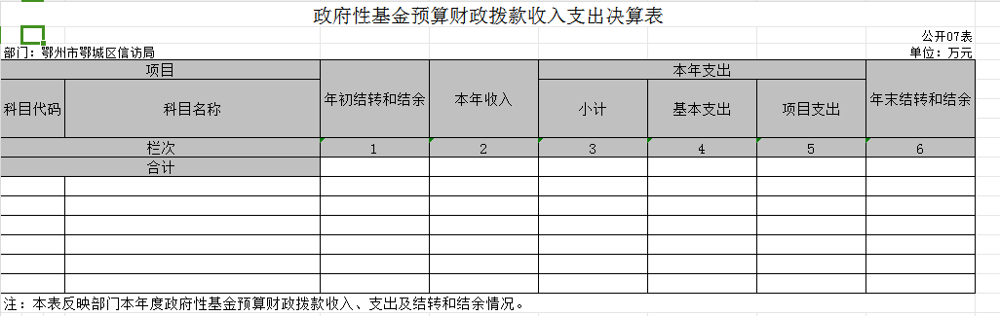 政府性基金预算财政拨款收入支出决算表
公开07表
部门：鄂州市鄂城区信访局 单位：万元
项目 年初结转和结余 本年收入 本年支出 年末结转和结余
科目代码 科目名称 小计 基本支出 项目支出
栏次 1 2 3 4 5 6
合计
注：本表反映部门本年度政府性基金预算财政拨款收入、支出及结转和结余情况。